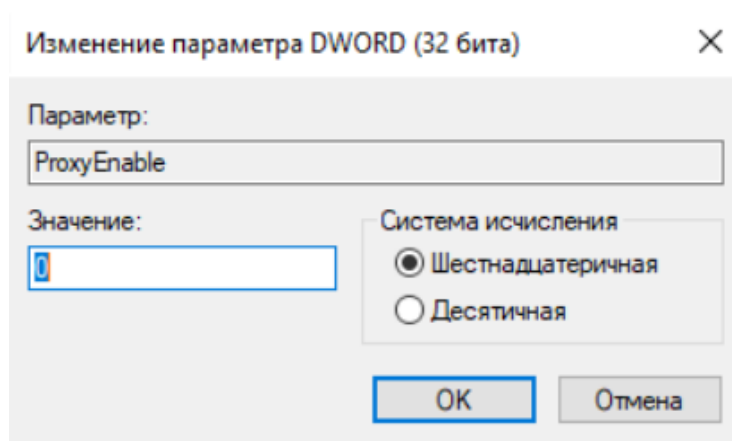 Изменение параметра DWORD (32 бита)
Параметр:
ProxyEnable
Значение:
0
Система исчисления
Шестнадцатеричная
Десятичная
OK
Отмена